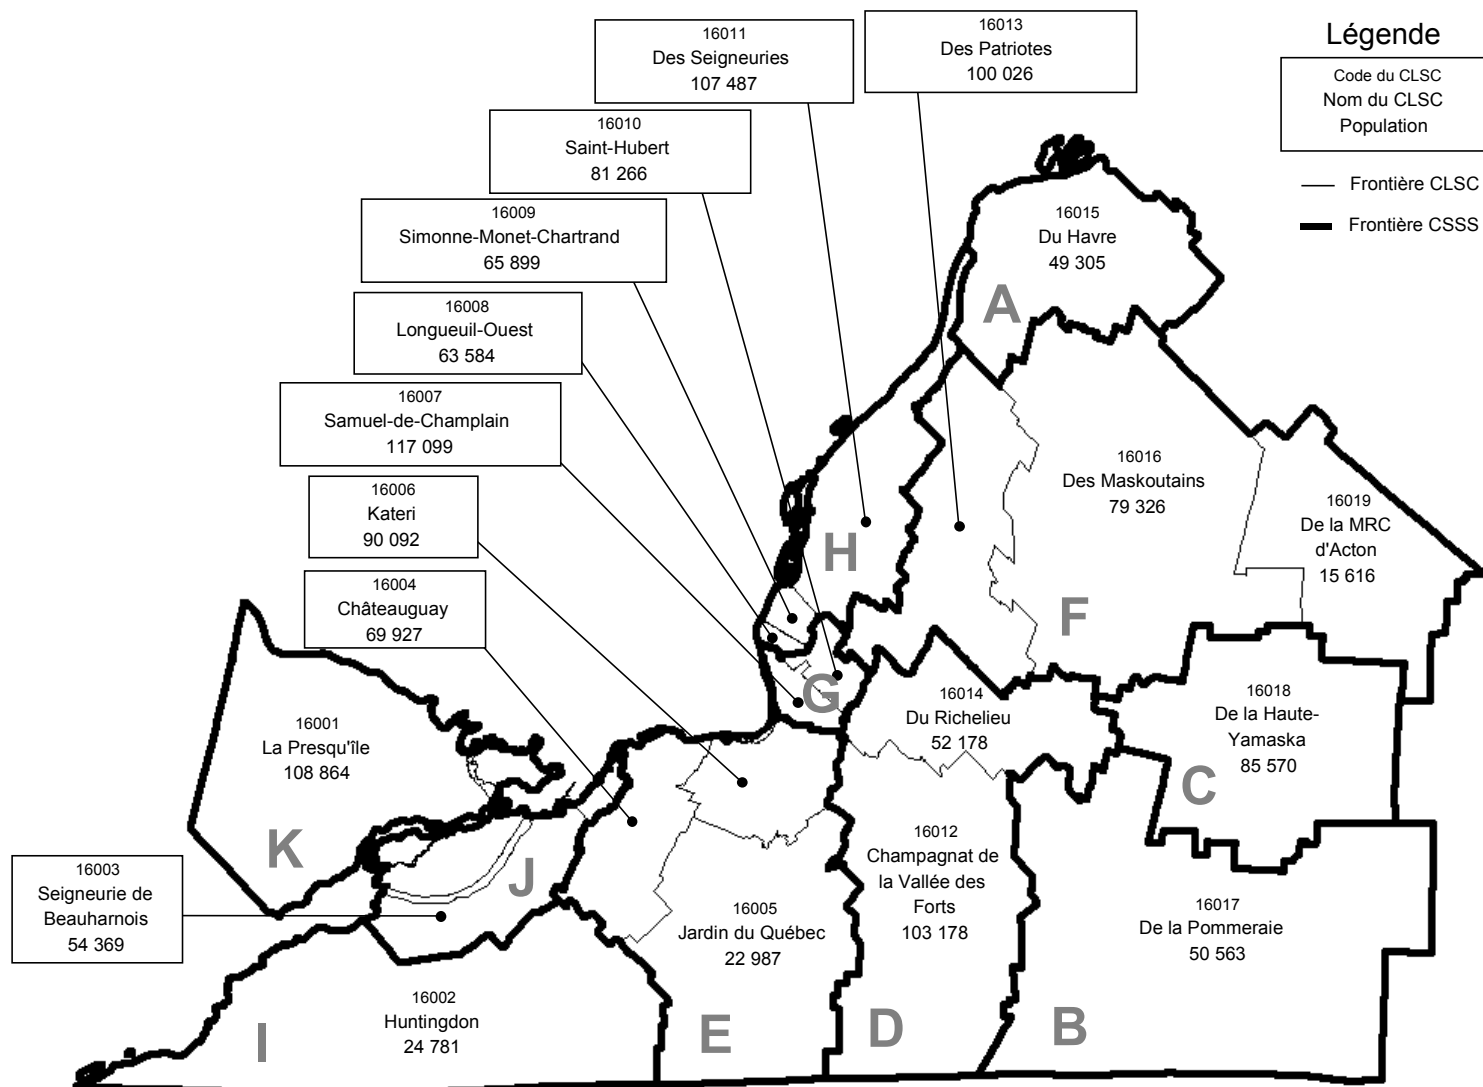 16011
Des Seigneuries
107 487
16013
Des Patriotes
100 026
Légende
Code du CLSC
Nom du CLSC
Population
Frontière CLSC
Frontière CSSS
16010
Saint-Hubert
81 266
16009
Simonne-Monet-Chartrand
65 899
16008
Longueuil-Ouest
63 584
16007
Samuel-de-Champlain
117 099
16006
Kateri
90 092
16004
Châteauguay
69 927
16015
Du Havre
49 305
A
16016
Des Maskoutains
79 326
16019
De la MRC
d'Acton
15 616
H
F
G
16014
Du Richelieu
52 178
16018
De la Haute-
Yamaska
85 570
C
16001
La Presqu'île
108 864
K
J
16003
Seigneurie de
Beauharnois
54 369
16012
Champagnat de
la Vallée des
Forts
103 178
16005
Jardin du Québec
22 987
16017
De la Pommeraie
50 563
16002
Huntingdon
24 781
I
E
D
B